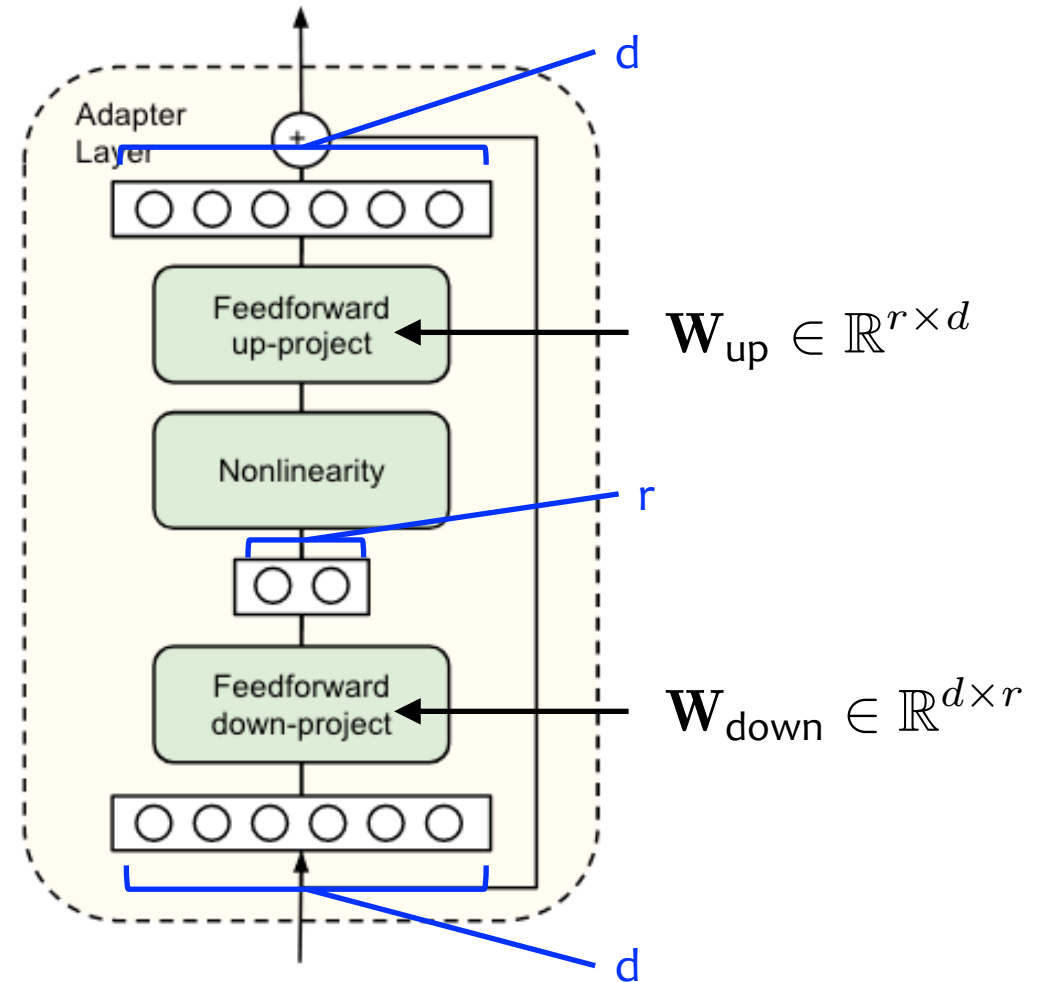 d
Adapter
Layer
+
Feedforward
up-project
W_up ∈ ℝ^{r×d}
Nonlinearity
r
Feedforward
down-project
W_down ∈ ℝ^{d×r}
d